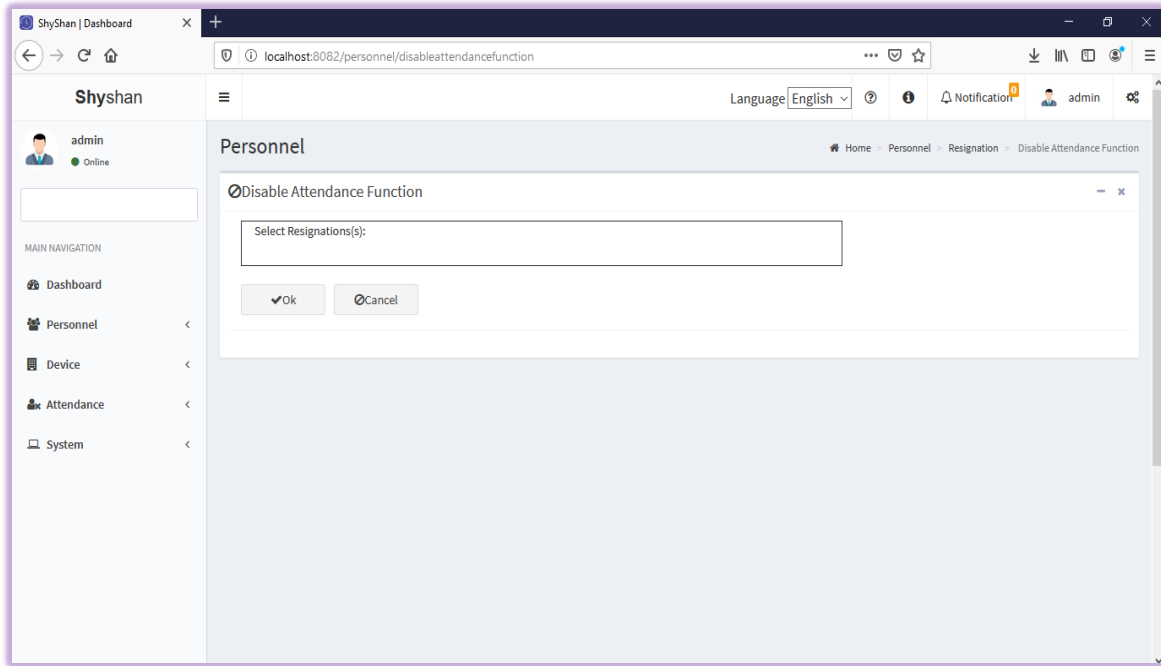 ShyShan | Dashboard
localhost:8082/personnel/disableattendancefunction
Shyshan
Language English
Notification 0
admin
admin
Online
Personnel
Home > Personnel > Resignation > Disable Attendance Function
Disable Attendance Function
Select Resignations(s):
MAIN NAVIGATION
Dashboard
Ok
Cancel
Personnel
Device
Attendance
System